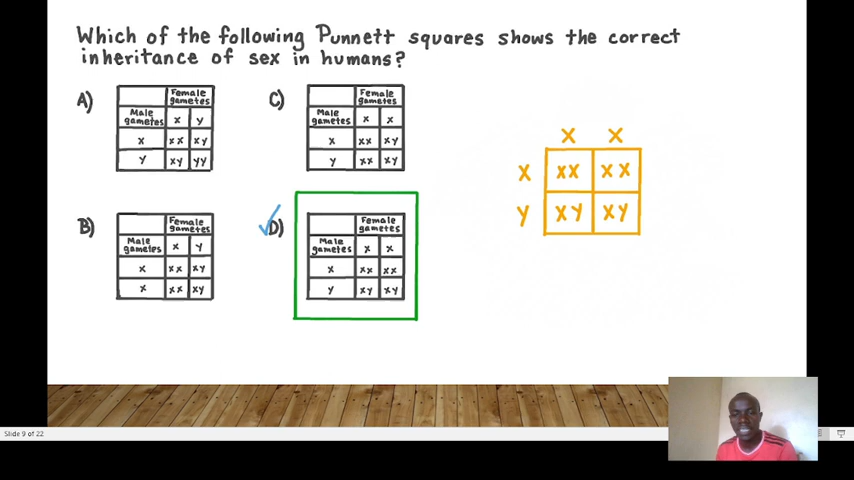 Which of the following Punnett squares shows the correct
inheritance of sex in humans?
A)
Female gametes
Male gametes x y
x xx xy
y xy yy
C)
Female gametes
Male gametes x x
x xx xy
y xx xy
B)
Female gametes
Male gametes x y
x xx xy
x xx xy
D)
Female gametes
Male gametes x x
x xx xx
y xy xy
X X
X XX XX
Y XY XY
Slide 9 of 22